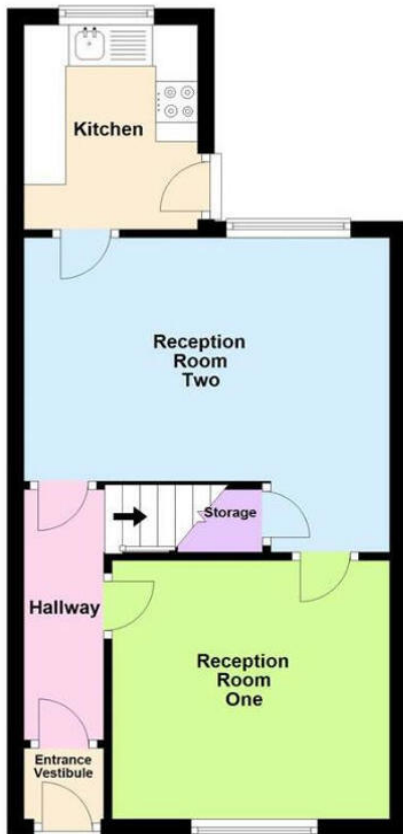 Kitchen
Reception
Room
Two
Storage
Hallway
Reception
Room
One
Entrance
Vestibule